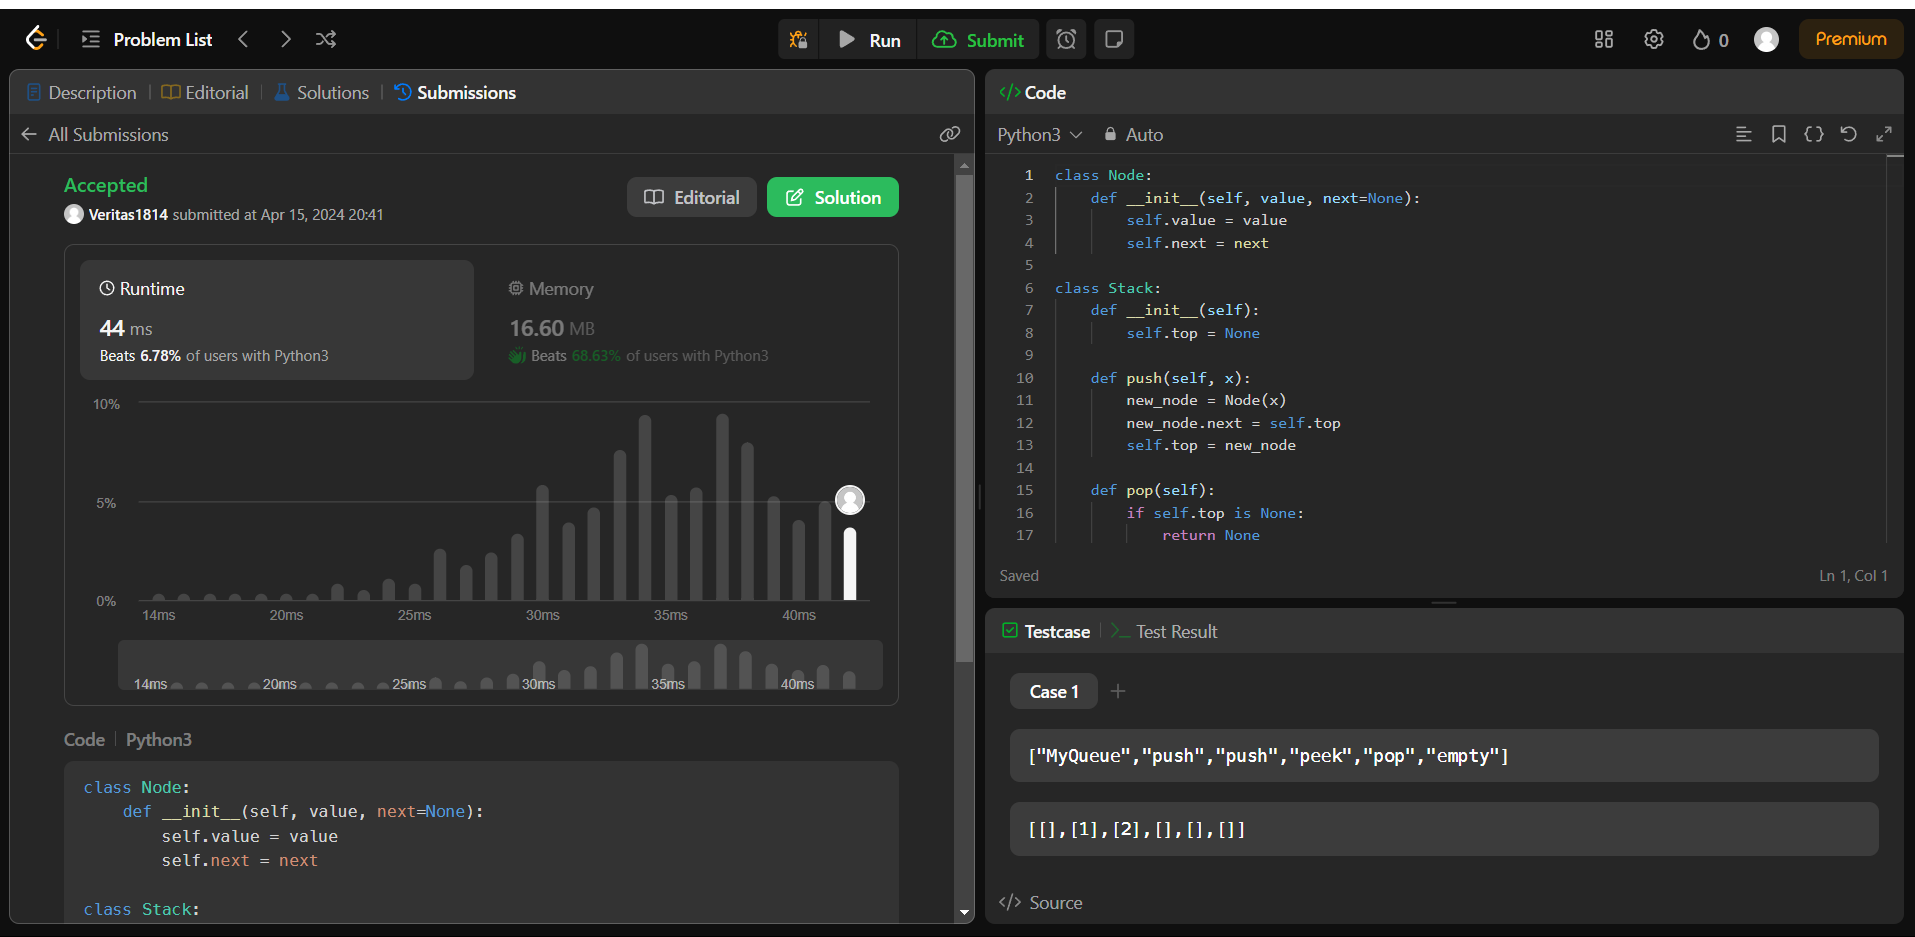 Problem List
Run
Submit
0
Premium
Description
Editorial
Solutions
Submissions
All Submissions
Accepted
Veritas1814 submitted at Apr 15, 2024 20:41
Editorial
Solution
Runtime
44 ms
Beats 6.78% of users with Python3
Memory
16.60 MB
Beats 68.63% of users with Python3
10%
5%
0%
14ms 20ms 25ms 30ms 35ms 40ms
14ms 20ms 25ms 30ms 35ms 40ms
Code Python3
class Node:
    def __init__(self, value, next=None):
        self.value = value
        self.next = next
class Stack:
</> Code
Python3
Auto
1 class Node:
2     def __init__(self, value, next=None):
3         self.value = value
4         self.next = next
5
6 class Stack:
7     def __init__(self):
8         self.top = None
9
10     def push(self, x):
11         new_node = Node(x)
12         new_node.next = self.top
13         self.top = new_node
14
15     def pop(self):
16         if self.top is None:
17             return None
Saved
Ln 1, Col 1
Testcase
Test Result
Case 1
["MyQueue","push","push","peek","pop","empty"]
[[],[1],[2],[],[],[]]
</> Source